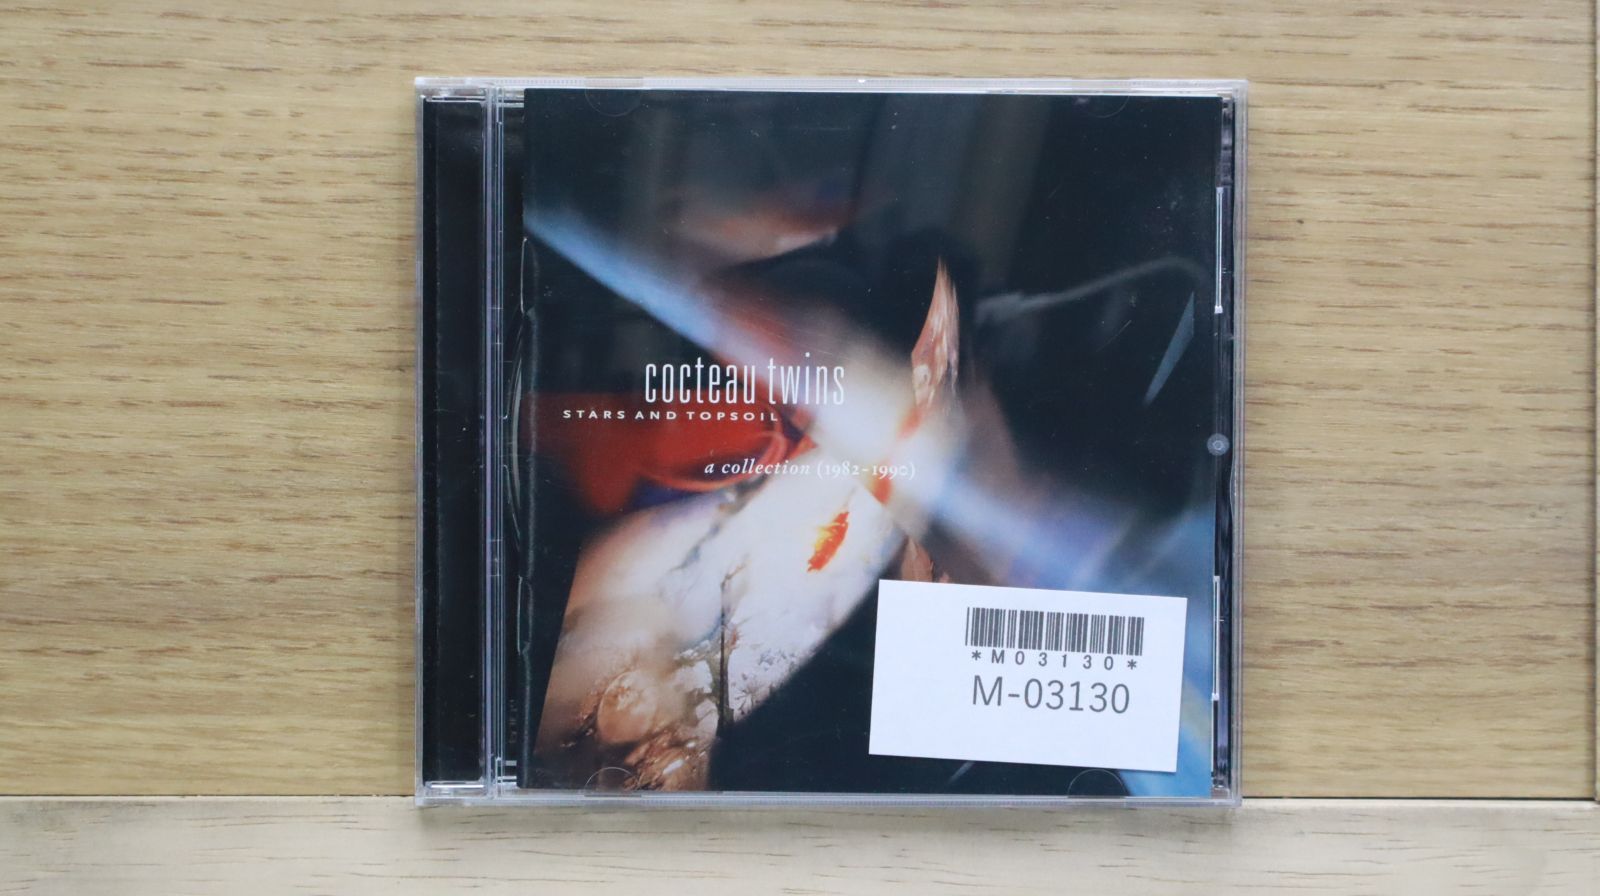 cocteau twins
STARS AND TOPSOIL
a collection (1982-1990)
*M03130*
M-03130